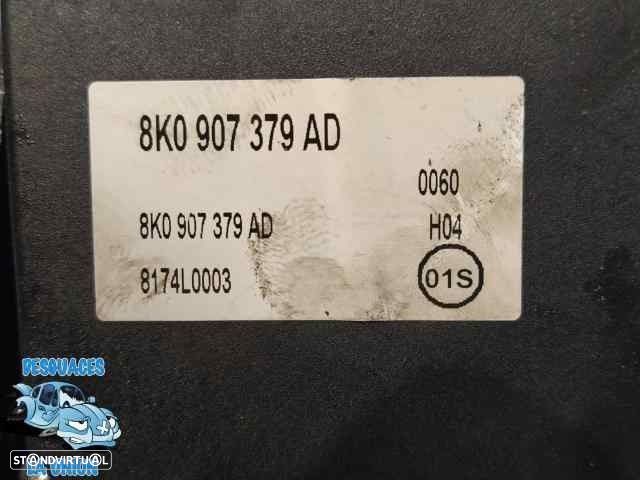 8K0 907 379 AD
0060
8K0 907 379 AD H04
8174L0003 01S
DESGUACES
LA UNION
STANDVIRTUAL